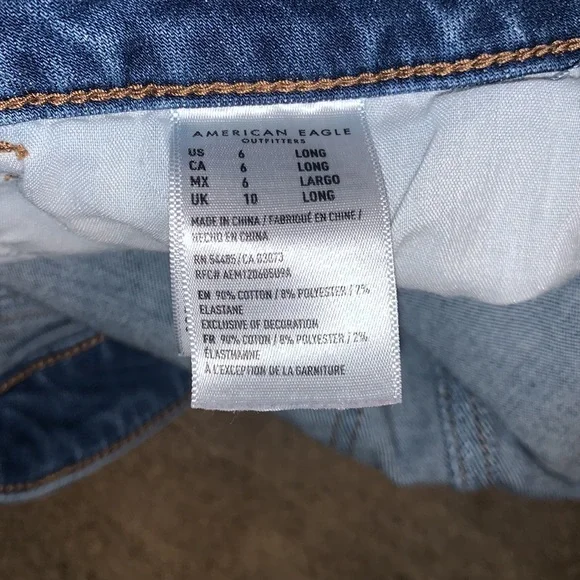 AMERICAN EAGLE
OUTFITTERS
US 6 LONG
CA 6 LONG
MX 6 LARGO
UK 10 LONG
MADE IN CHINA / FABRIQUÉ EN CHINE /
HECHO EN CHINA
RN 54485 / CA 03073
RFC# AEM120605U9A
EN 90% COTTON / 8% POLYESTER / 2%
ELASTANE
EXCLUSIVE OF DECORATION
FR 90% COTON / 8% POLYESTER / 2%
ÉLASTHANNE
À L'EXCEPTION DE LA GARNITURE